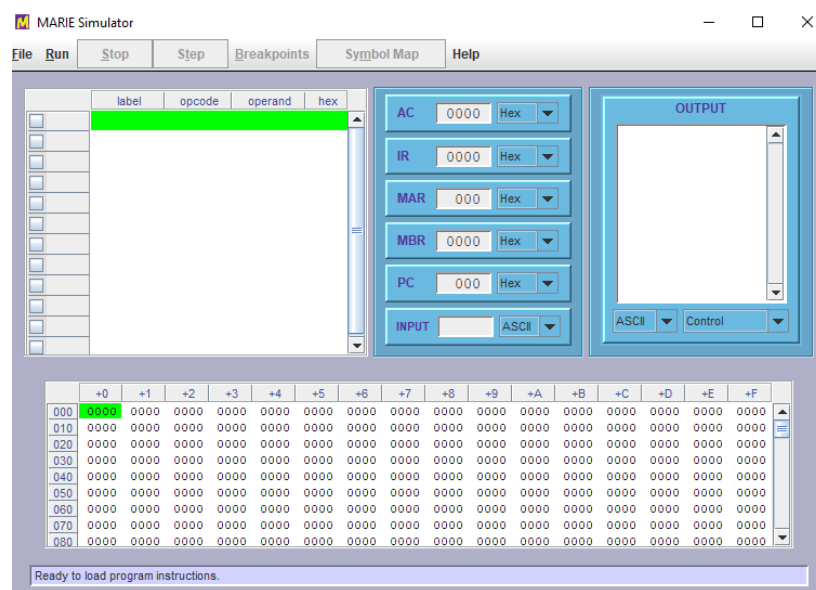 MARIE Simulator
File Run Stop Step Breakpoints Symbol Map Help
label opcode operand hex
AC 0000 Hex
IR 0000 Hex
MAR 000 Hex
MBR 0000 Hex
PC 000 Hex
INPUT ASCII
OUTPUT
ASCII Control
+0 +1 +2 +3 +4 +5 +6 +7 +8 +9 +A +B +C +D +E +F
000 0000 0000 0000 0000 0000 0000 0000 0000 0000 0000 0000 0000 0000 0000 0000 0000
010 0000 0000 0000 0000 0000 0000 0000 0000 0000 0000 0000 0000 0000 0000 0000 0000
020 0000 0000 0000 0000 0000 0000 0000 0000 0000 0000 0000 0000 0000 0000 0000 0000
030 0000 0000 0000 0000 0000 0000 0000 0000 0000 0000 0000 0000 0000 0000 0000 0000
040 0000 0000 0000 0000 0000 0000 0000 0000 0000 0000 0000 0000 0000 0000 0000 0000
050 0000 0000 0000 0000 0000 0000 0000 0000 0000 0000 0000 0000 0000 0000 0000 0000
060 0000 0000 0000 0000 0000 0000 0000 0000 0000 0000 0000 0000 0000 0000 0000 0000
070 0000 0000 0000 0000 0000 0000 0000 0000 0000 0000 0000 0000 0000 0000 0000 0000
080 0000 0000 0000 0000 0000 0000 0000 0000 0000 0000 0000 0000 0000 0000 0000 0000
Ready to load program instructions.